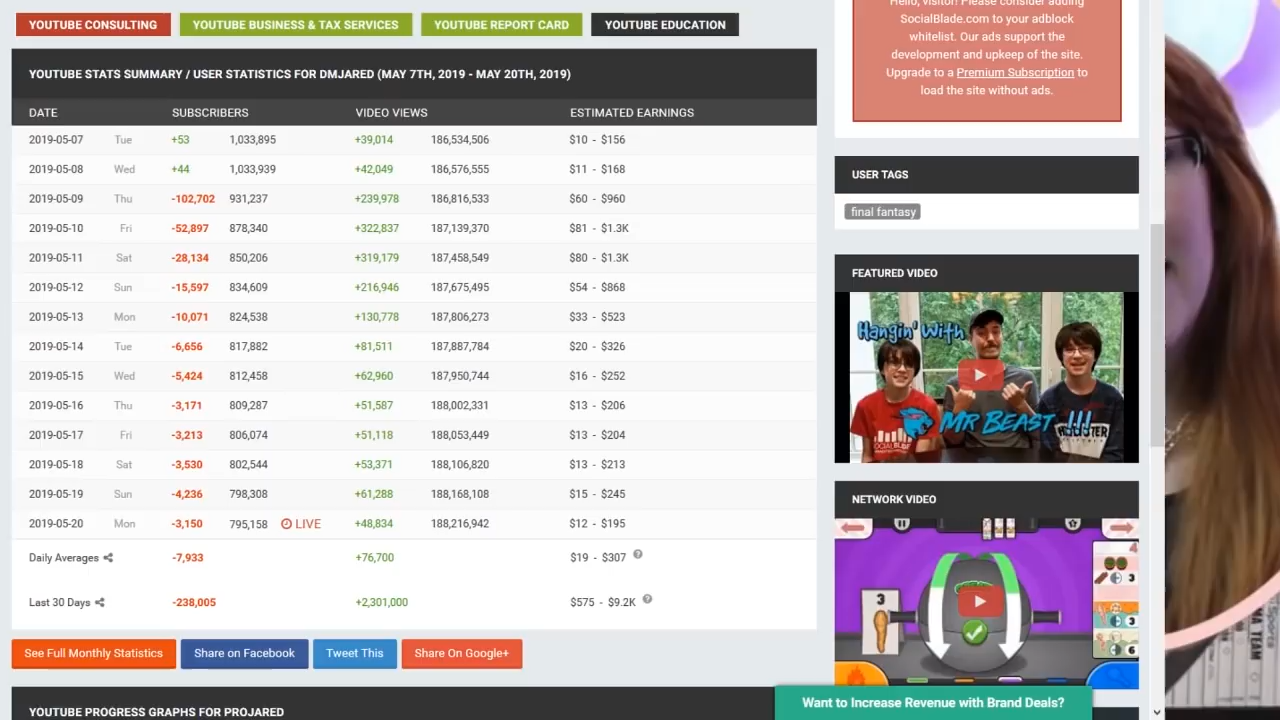 YOUTUBE CONSULTING
YOUTUBE BUSINESS & TAX SERVICES
YOUTUBE REPORT CARD
YOUTUBE EDUCATION
YOUTUBE STATS SUMMARY / USER STATISTICS FOR DMJARED (MAY 7TH, 2019 - MAY 20TH, 2019)
DATE SUBSCRIBERS VIDEO VIEWS ESTIMATED EARNINGS
2019-05-07 Tue +53 1,033,895 +39,014 186,534,506 $10 - $156
2019-05-08 Wed +44 1,033,939 +42,049 186,576,555 $11 - $168
2019-05-09 Thu -102,702 931,237 +239,978 186,816,533 $60 - $960
2019-05-10 Fri -52,897 878,340 +322,837 187,139,370 $81 - $1.3K
2019-05-11 Sat -28,134 850,206 +319,179 187,458,549 $80 - $1.3K
2019-05-12 Sun -15,597 834,609 +216,946 187,675,495 $54 - $868
2019-05-13 Mon -10,071 824,538 +130,778 187,806,273 $33 - $523
2019-05-14 Tue -6,656 817,882 +81,511 187,887,784 $20 - $326
2019-05-15 Wed -5,424 812,458 +62,960 187,950,744 $16 - $252
2019-05-16 Thu -3,171 809,287 +51,587 188,002,331 $13 - $206
2019-05-17 Fri -3,213 806,074 +51,118 188,053,449 $13 - $204
2019-05-18 Sat -3,530 802,544 +53,371 188,106,820 $13 - $213
2019-05-19 Sun -4,236 798,308 +61,288 188,168,108 $15 - $245
2019-05-20 Mon -3,150 795,158 LIVE +48,834 188,216,942 $12 - $195
Daily Averages -7,933 +76,700 $19 - $307
Last 30 Days -238,005 +2,301,000 $575 - $9.2K
See Full Monthly Statistics
Share on Facebook
Tweet This
Share On Google+
YOUTUBE PROGRESS GRAPHS FOR PROJARED
Hello, visitor! Please consider adding
SocialBlade.com to your adblock
whitelist. Our ads support the
development and upkeep of the site.
Upgrade to a Premium Subscription to
load the site without ads.
USER TAGS
final fantasy
FEATURED VIDEO
Hangin' With
MR BEAST !!!
NETWORK VIDEO
3
4
3
3
6
Want to Increase Revenue with Brand Deals?